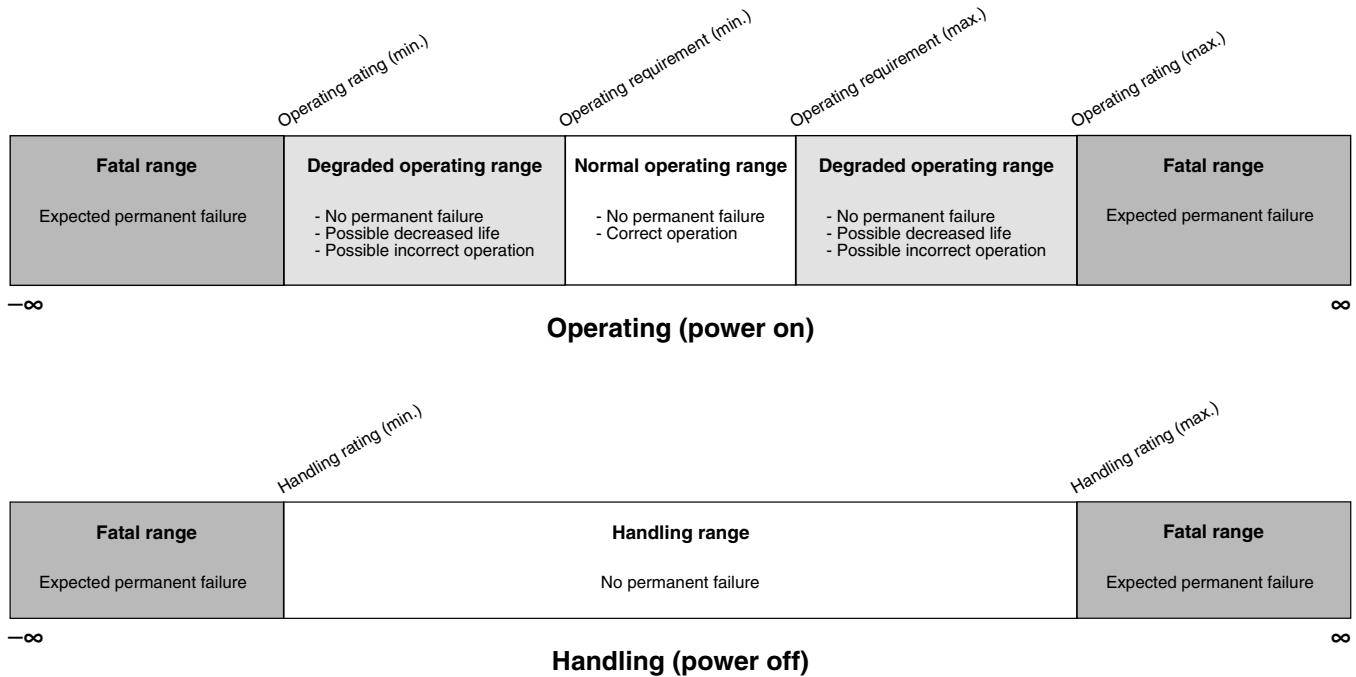 Operating rating (min.)
Operating requirement (min.)
Operating requirement (max.)
Operating rating (max.)
Fatal range
Degraded operating range
Normal operating range
Degraded operating range
Fatal range
Expected permanent failure
- No permanent failure
- Possible decreased life
- Possible incorrect operation
- No permanent failure
- Correct operation
- No permanent failure
- Possible decreased life
- Possible incorrect operation
Expected permanent failure
–∞
∞
Operating (power on)
Handling rating (min.)
Handling rating (max.)
Fatal range
Handling range
Fatal range
Expected permanent failure
No permanent failure
Expected permanent failure
–∞
∞
Handling (power off)